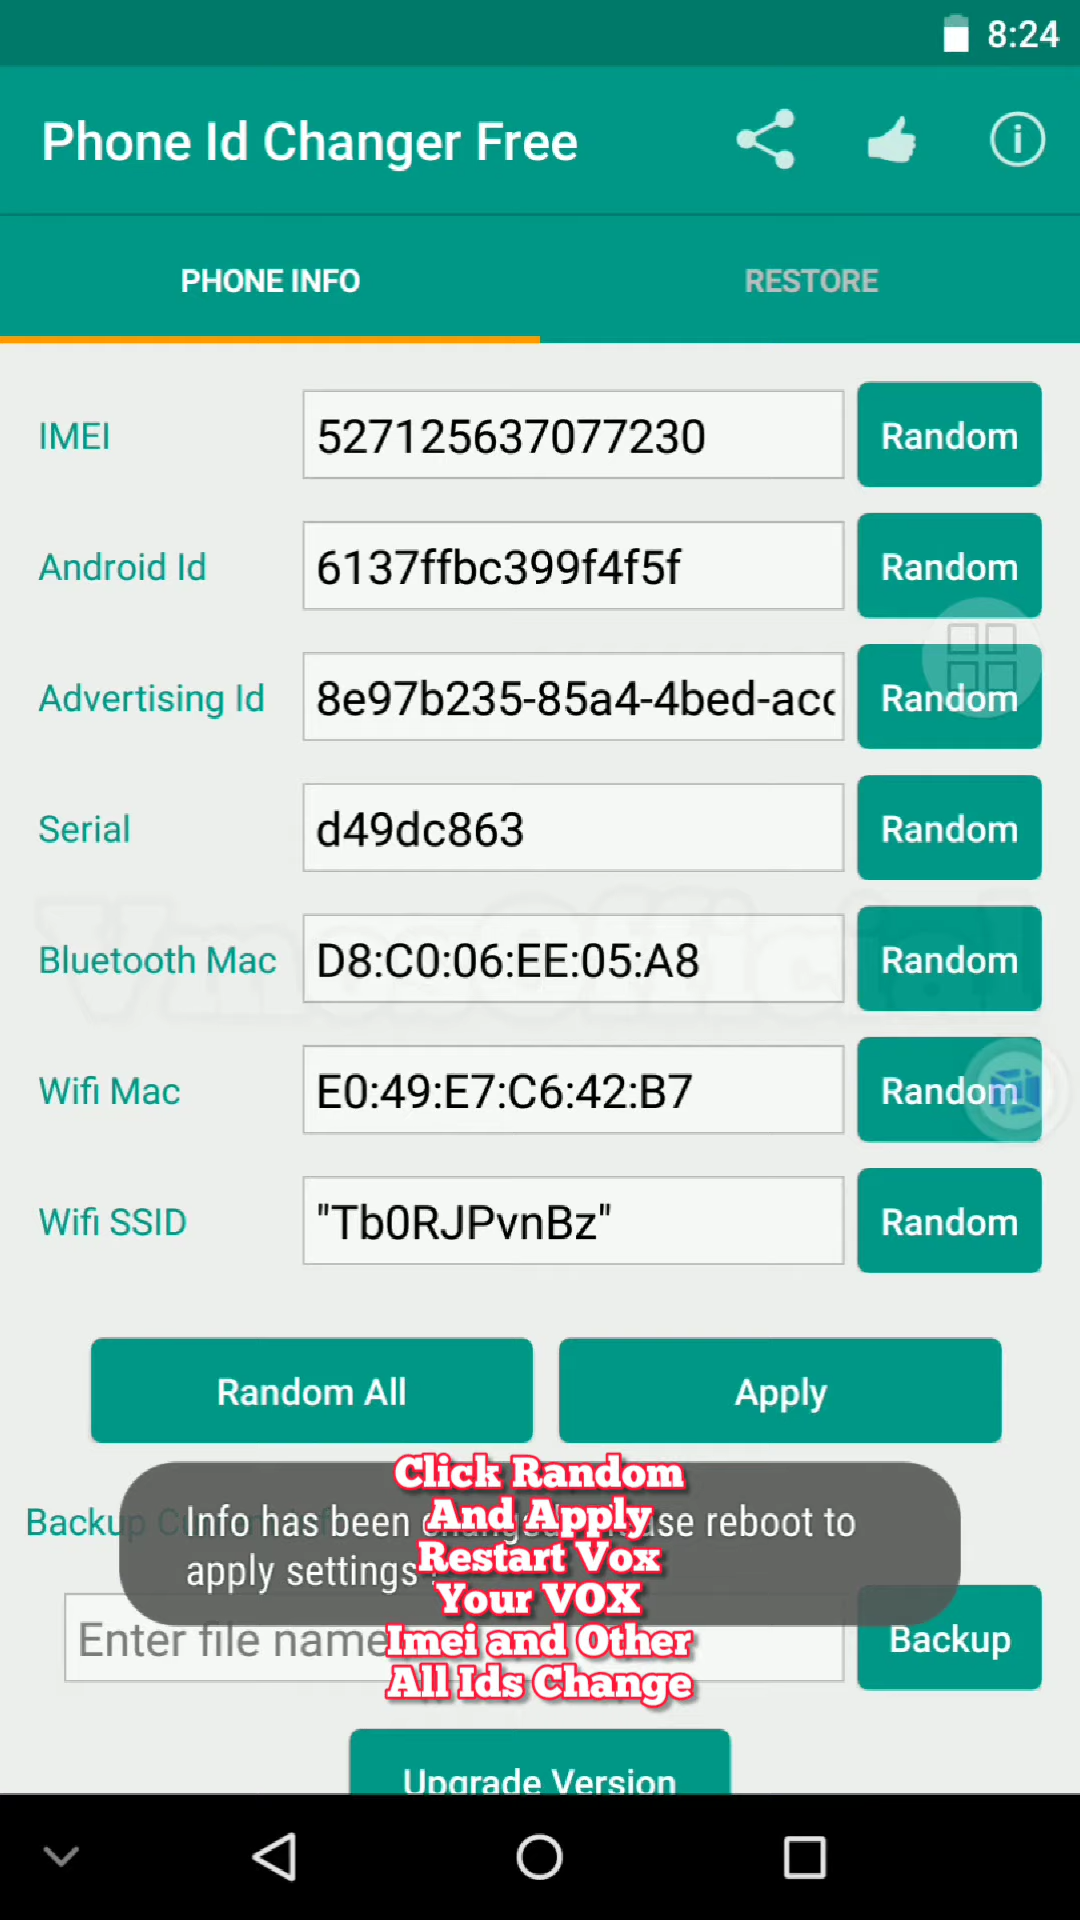 8:24
Phone Id Changer Free
PHONE INFO
RESTORE
IMEI
527125637077230
Random
Android Id
6137ffbc399f4f5f
Random
Advertising Id
8e97b235-85a4-4bed-acc
Random
Serial
d49dc863
Random
VmosOfficial
Bluetooth Mac
D8:C0:06:EE:05:A8
Random
Wifi Mac
E0:49:E7:C6:42:B7
Random
Wifi SSID
"Tb0RJPvnBz"
Random
Random All
Apply
Click Random
And Apply
Restart Vox
Your VOX
Imei and Other
All Ids Change
Backup
Info has been reboot to
apply settings
Enter file name
Backup
Upgrade Version